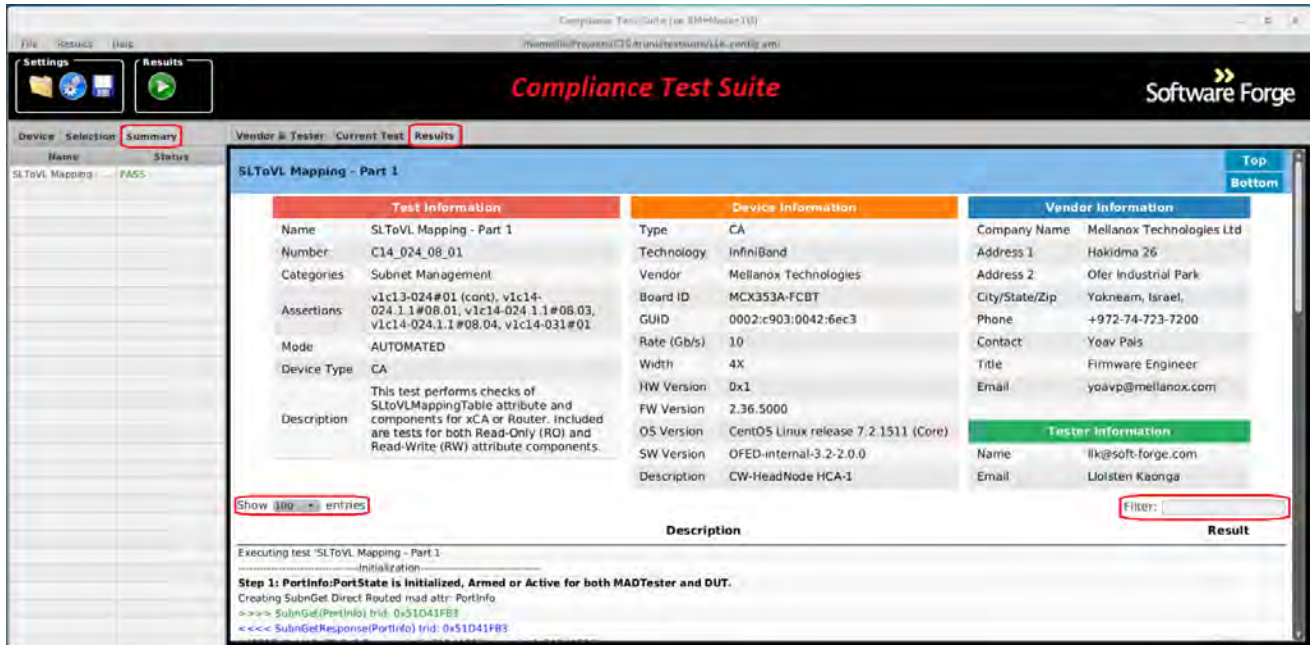 Compliance Test Suite (on
File Results Help
Settings
Results
Compliance Test Suite
Software Forge
Device Selection Summary
Vendor & Tester Current Test Results
Name Status
SLToVL Mapping - ... PASS
SLToVL Mapping - Part 1
Top
Bottom
Test Information
Name SLToVL Mapping - Part 1
Number C14_024_08_01
Categories Subnet Management
Assertions v1c13-024#01 (cont), v1c14-
024.1.1#08.01, v1c14-024.1.1#08.03,
v1c14-024.1.1#08.04, v1c14-031#01
Mode AUTOMATED
Device Type CA
Description This test performs checks of
SLtoVLMappingTable attribute and
components for xCA or Router. Included
are tests for both Read-Only (RO) and
Read-Write (RW) attribute components.
Device Information
Type CA
Technology InfiniBand
Vendor Mellanox Technologies
Board ID MCX353A-FCBT
GUID 0002:c903:0042:6ec3
Rate (Gb/s) 10
Width 4X
HW Version 0x1
FW Version 2.36.5000
OS Version CentOS Linux release 7.2.1511 (Core)
SW Version OFED-internal-3.2-2.0.0
Description CW-HeadNode HCA-1
Vendor Information
Company Name Mellanox Technologies Ltd
Address 1 Hakidma 26
Address 2 Ofer Industrial Park
City/State/Zip Yokneam, Israel,
Phone +972-74-723-7200
Contact Yoav Pais
Title Firmware Engineer
Email yoavp@mellanox.com
Tester Information
Name llk@soft-forge.com
Email Llolsten Kaonga
Show 100 entries
Filter:
Description Result
Executing test 'SLToVL Mapping - Part 1
Initialization
Step 1: PortInfo:PortState is Initialized, Armed or Active for both MADTester and DUT.
Creating SubnGet Direct Routed mad attr: PortInfo
>>>> SubnGet(PortInfo) trid: 0x51D41FB3
<<<< SubnGetResponse(PortInfo) trid: 0x51D41FB3